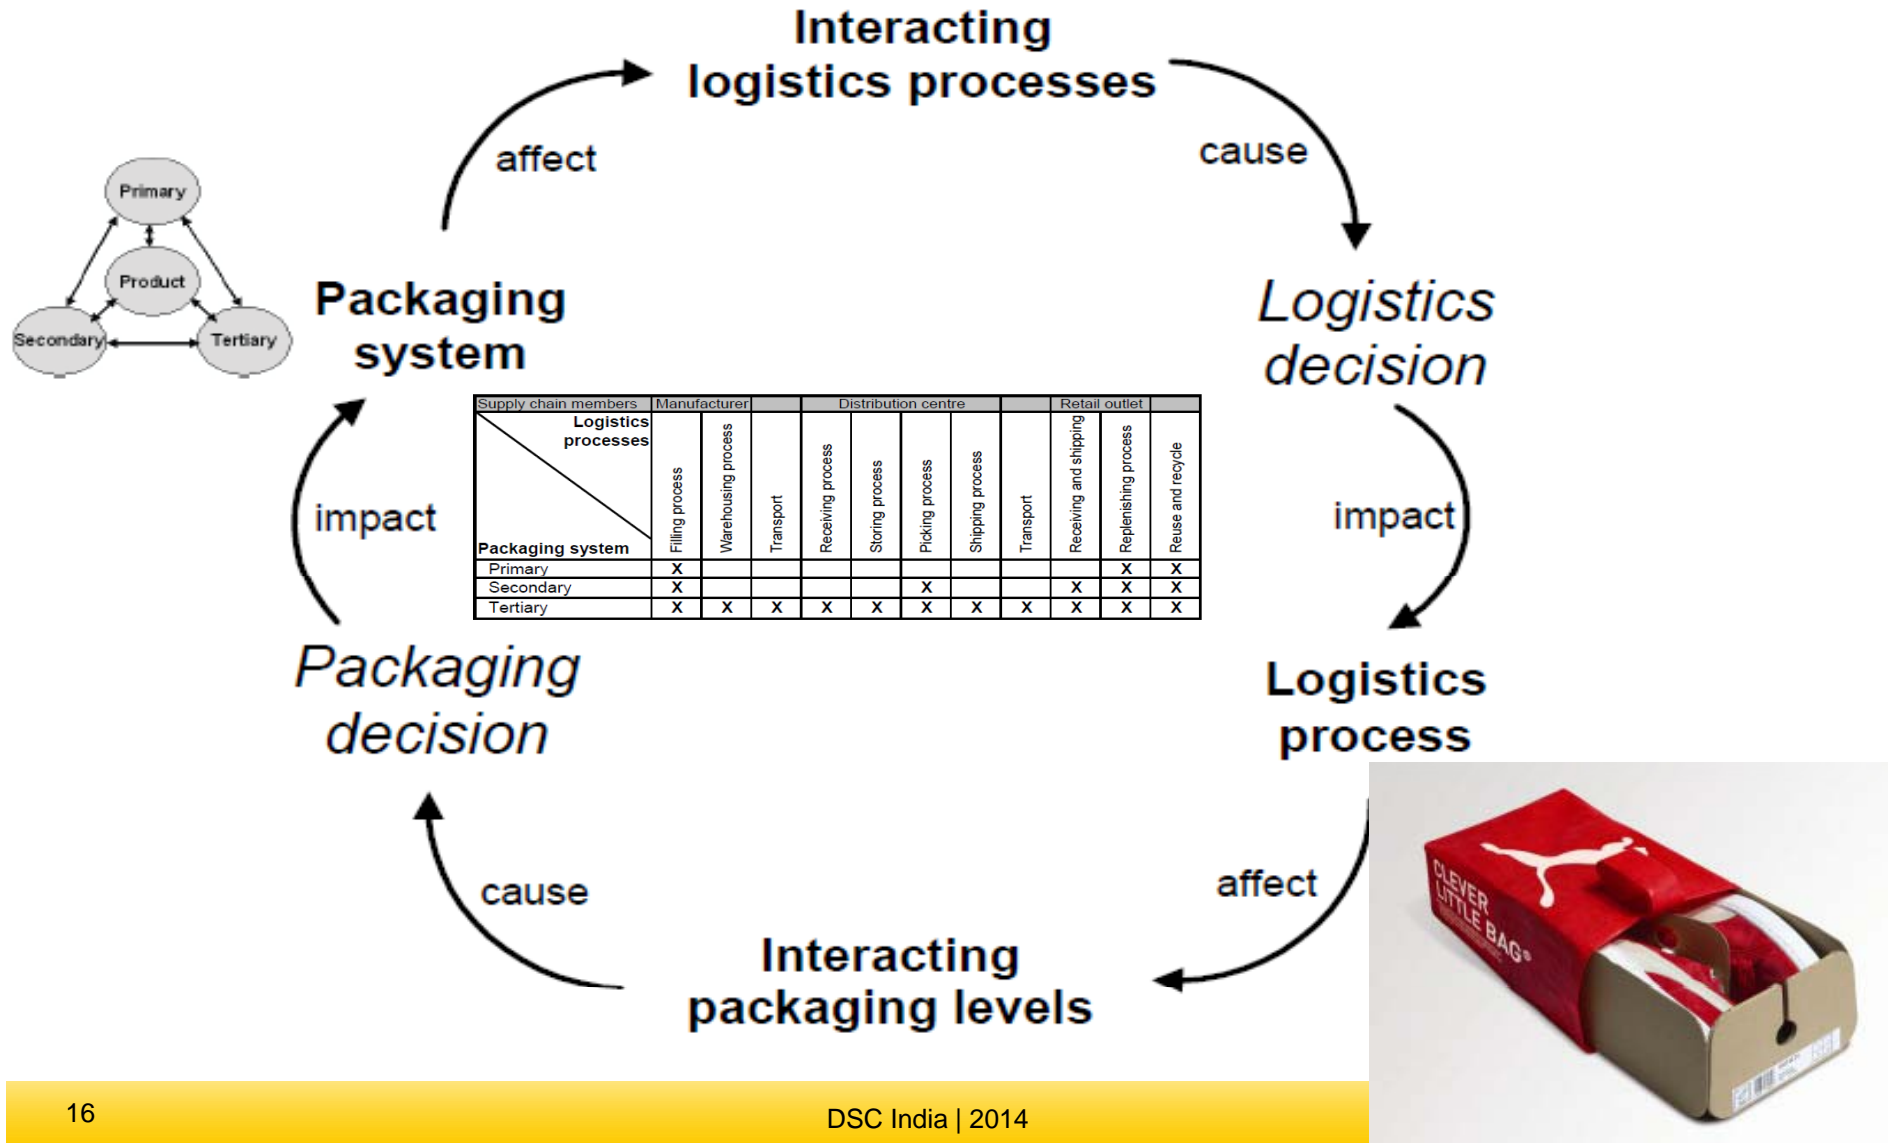 Interacting
logistics processes
affect
cause
Primary
Product
Secondary
Tertiary
Packaging
system
Logistics
decision
Supply chain members Manufacturer Distribution centre Retail outlet
Logistics
processes
Filling process
Warehousing process
Transport
Receiving process
Storing process
Picking process
Shipping process
Transport
Receiving and shipping
Replenishing process
Reuse and recycle
Packaging system
Primary X X X
Secondary X X X X X
Tertiary X X X X X X X X X X X
impact
impact
Packaging
decision
Logistics
process
cause
affect
Interacting
packaging levels
CLEVER
LITTLE BAG®
16
DSC India | 2014